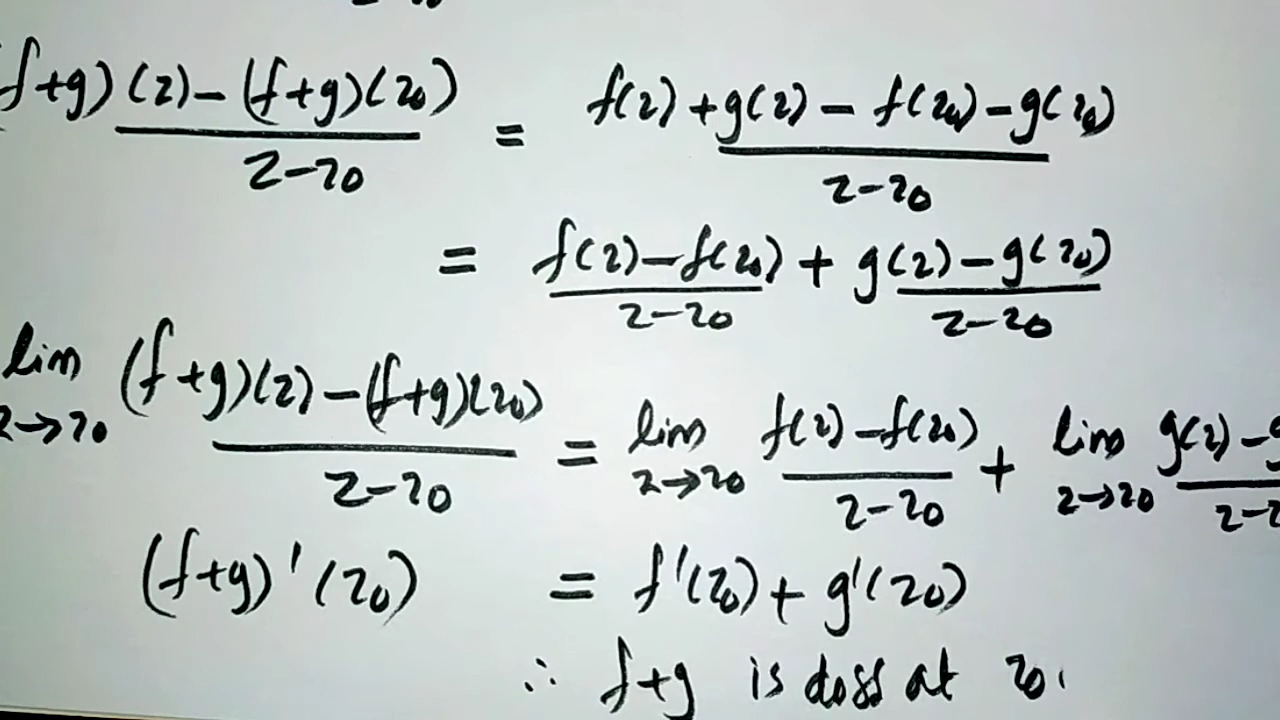 f+g)(z)-(f+g)(z0) / z-z0 = f(z)+g(z)-f(z0)-g(z0) / z-z0
= f(z)-f(z0) / z-z0 + g(z)-g(z0) / z-z0
lim z→z0 (f+g)(z)-(f+g)(z0) / z-z0 = lim z→z0 f(z)-f(z0) / z-z0 + lim z→z0 g(z)-g / z-z
(f+g)'(z0) = f'(z0)+g'(z0)
∴ f+g is at z0.